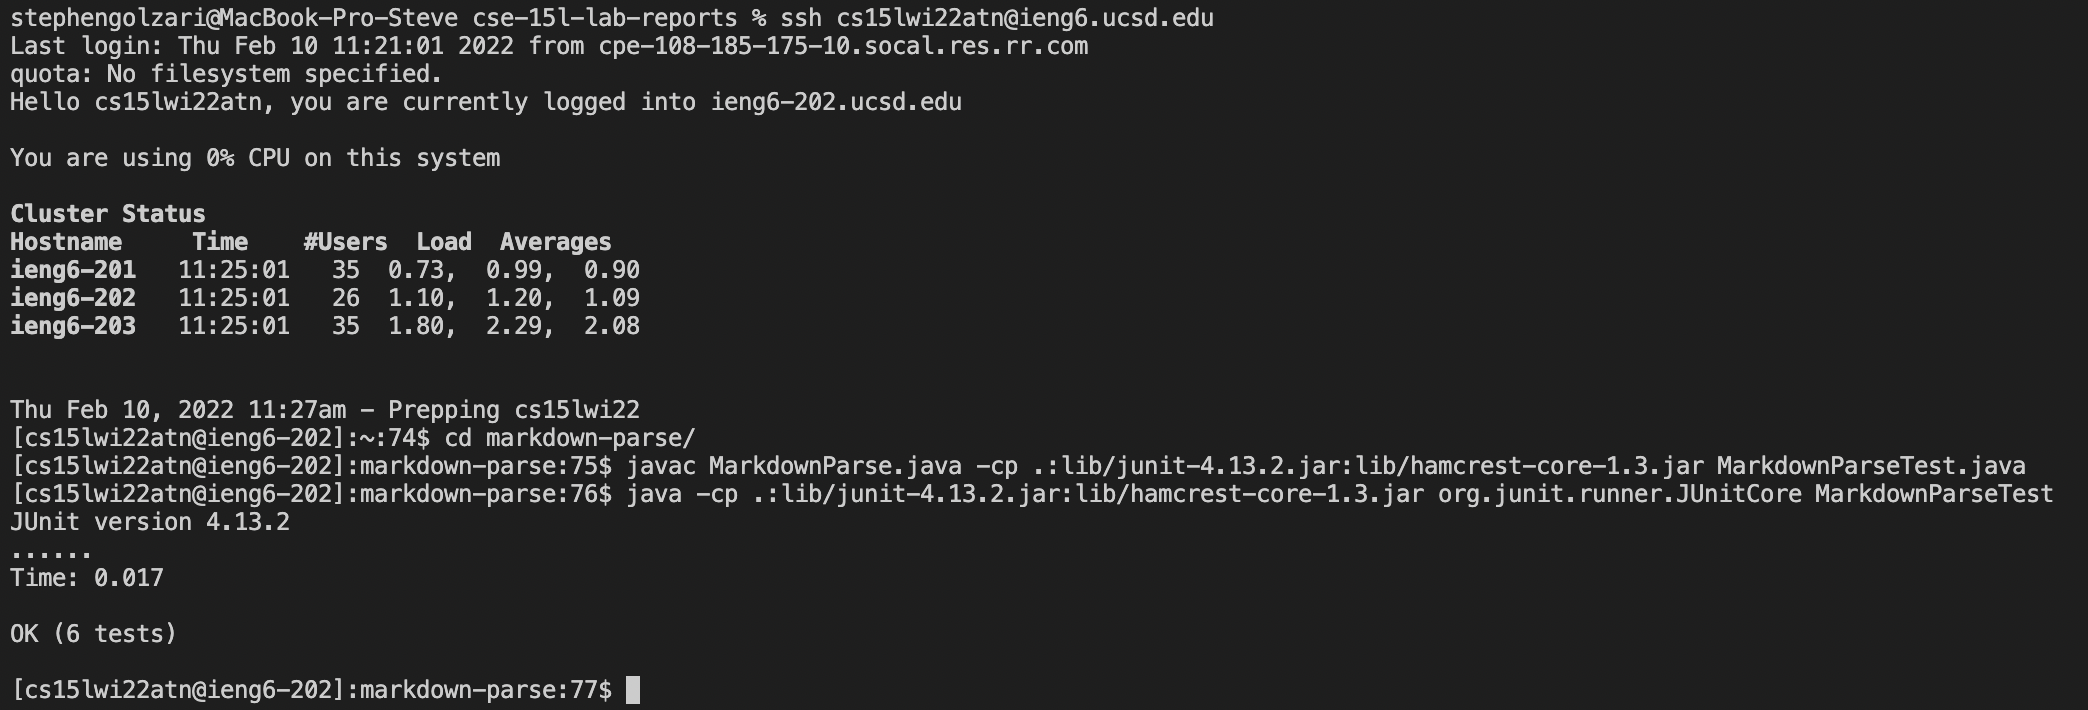 stephengolzari@MacBook-Pro-Steve cse-15l-lab-reports % ssh cs15lwi22atn@ieng6.ucsd.edu
Last login: Thu Feb 10 11:21:01 2022 from cpe-108-185-175-10.socal.res.rr.com
quota: No filesystem specified.
Hello cs15lwi22atn, you are currently logged into ieng6-202.ucsd.edu

You are using 0% CPU on this system

Cluster Status
Hostname     Time    #Users  Load  Averages
ieng6-201   11:25:01   35  0.73,  0.99,  0.90
ieng6-202   11:25:01   26  1.10,  1.20,  1.09
ieng6-203   11:25:01   35  1.80,  2.29,  2.08


Thu Feb 10, 2022 11:27am - Prepping cs15lwi22
[cs15lwi22atn@ieng6-202]:~:74$ cd markdown-parse/
[cs15lwi22atn@ieng6-202]:markdown-parse:75$ javac MarkdownParse.java -cp .:lib/junit-4.13.2.jar:lib/hamcrest-core-1.3.jar MarkdownParseTest.java
[cs15lwi22atn@ieng6-202]:markdown-parse:76$ java -cp .:lib/junit-4.13.2.jar:lib/hamcrest-core-1.3.jar org.junit.runner.JUnitCore MarkdownParseTest
JUnit version 4.13.2
......
Time: 0.017

OK (6 tests)

[cs15lwi22atn@ieng6-202]:markdown-parse:77$